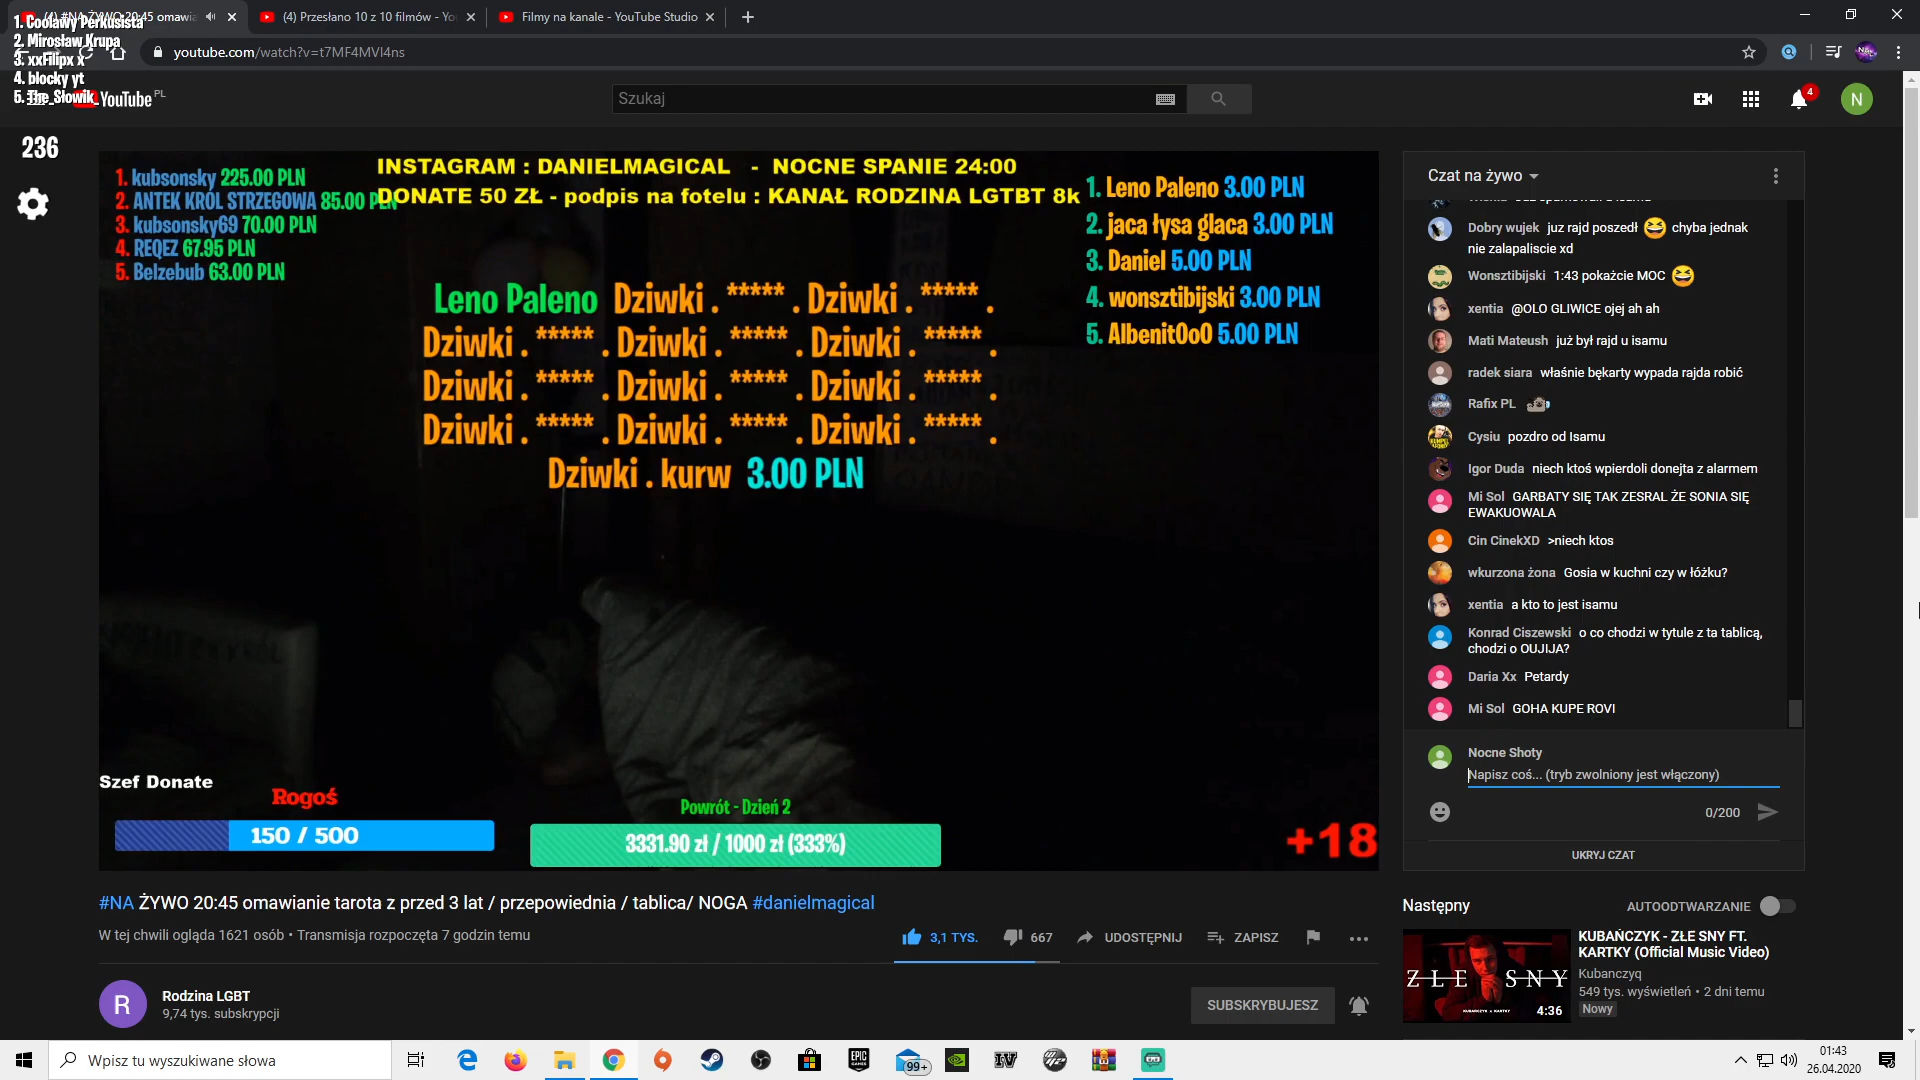 1. Coolawy Perkusista
2. Mirosław Krupa
3. xxFilipx x
4. blocky yt
5. The_Słowik_
236
(4) #NA ŻYWO 20:45 omawia
(4) Przesłano 10 z 10 filmów - Yo
Filmy na kanale - YouTube Studio
youtube.com/watch?v=t7MF4MVl4ns
YouTube PL
Szukaj
4
N
1. kubsonsky 225.00 PLN
2. ANTEK KRÓL STRZEGOWA 85.00 PLN
3. kubsonsky69 70.00 PLN
4. REQEZ 67.95 PLN
5. Belzebub 63.00 PLN
INSTAGRAM : DANIELMAGICAL - NOCNE SPANIE 24:00
DONATE 50 ZŁ - podpis na fotelu : KANAŁ RODZINA LGTBT 8k
1. Leno Paleno 3.00 PLN
2. jaca łysa glaca 3.00 PLN
3. Daniel 5.00 PLN
4. wonsztibijski 3.00 PLN
5. Albenit0o0 5.00 PLN
Leno Paleno Dziwki . ***** . Dziwki . ***** .
Dziwki . ***** . Dziwki . ***** . Dziwki . ***** .
Dziwki . ***** . Dziwki . ***** . Dziwki . ***** .
Dziwki . ***** . Dziwki . ***** . Dziwki . ***** .
Dziwki . kurw 3.00 PLN
Szef Donate
Rogoś
150 / 500
Powrót - Dzień 2
3331.90 zł / 1000 zł (333%)
+18
Czat na żywo
Dobry wujek juz rajd poszedł chyba jednak
nie zalapaliscie xd
Wonsztibijski 1:43 pokażcie MOC
xentia @OLO GLIWICE ojej ah ah
Mati Mateush już był rajd u isamu
radek siara właśnie bękarty wypada rajda robić
Rafix PL
Cysiu pozdro od Isamu
Igor Duda niech ktoś wpierdoli donejta z alarmem
Mi Sol GARBATY SIĘ TAK ZESRAL ŻE SONIA SIĘ
EWAKUOWALA
Cin CinekXD >niech ktos
wkurzona żona Gosia w kuchni czy w łóżku?
xentia a kto to jest isamu
Konrad Ciszewski o co chodzi w tytule z ta tablicą,
chodzi o OUJIJA?
Daria Xx Petardy
Mi Sol GOHA KUPE ROVI
Nocne Shoty
Napisz coś... (tryb zwolniony jest włączony)
0/200
UKRYJ CZAT
#NA ŻYWO 20:45 omawianie tarota z przed 3 lat / przepowiednia / tablica/ NOGA #danielmagical
W tej chwili ogląda 1621 osób • Transmisja rozpoczęta 7 godzin temu
3,1 TYS.
667
UDOSTĘPNIJ
ZAPISZ
R
Rodzina LGBT
9,74 tys. subskrypcji
SUBSKRYBUJESZ
Następny
AUTOODTWARZANIE
ZŁE SNY
KUBAŃCZYK X KARTKY
4:36
KUBAŃCZYK - ZŁE SNY FT.
KARTKY (Official Music Video)
Kubanczyq
549 tys. wyświetleń • 2 dni temu
Nowy
Wpisz tu wyszukiwane słowa
EPIC GAMES
99+
IV
01:43
26.04.2020